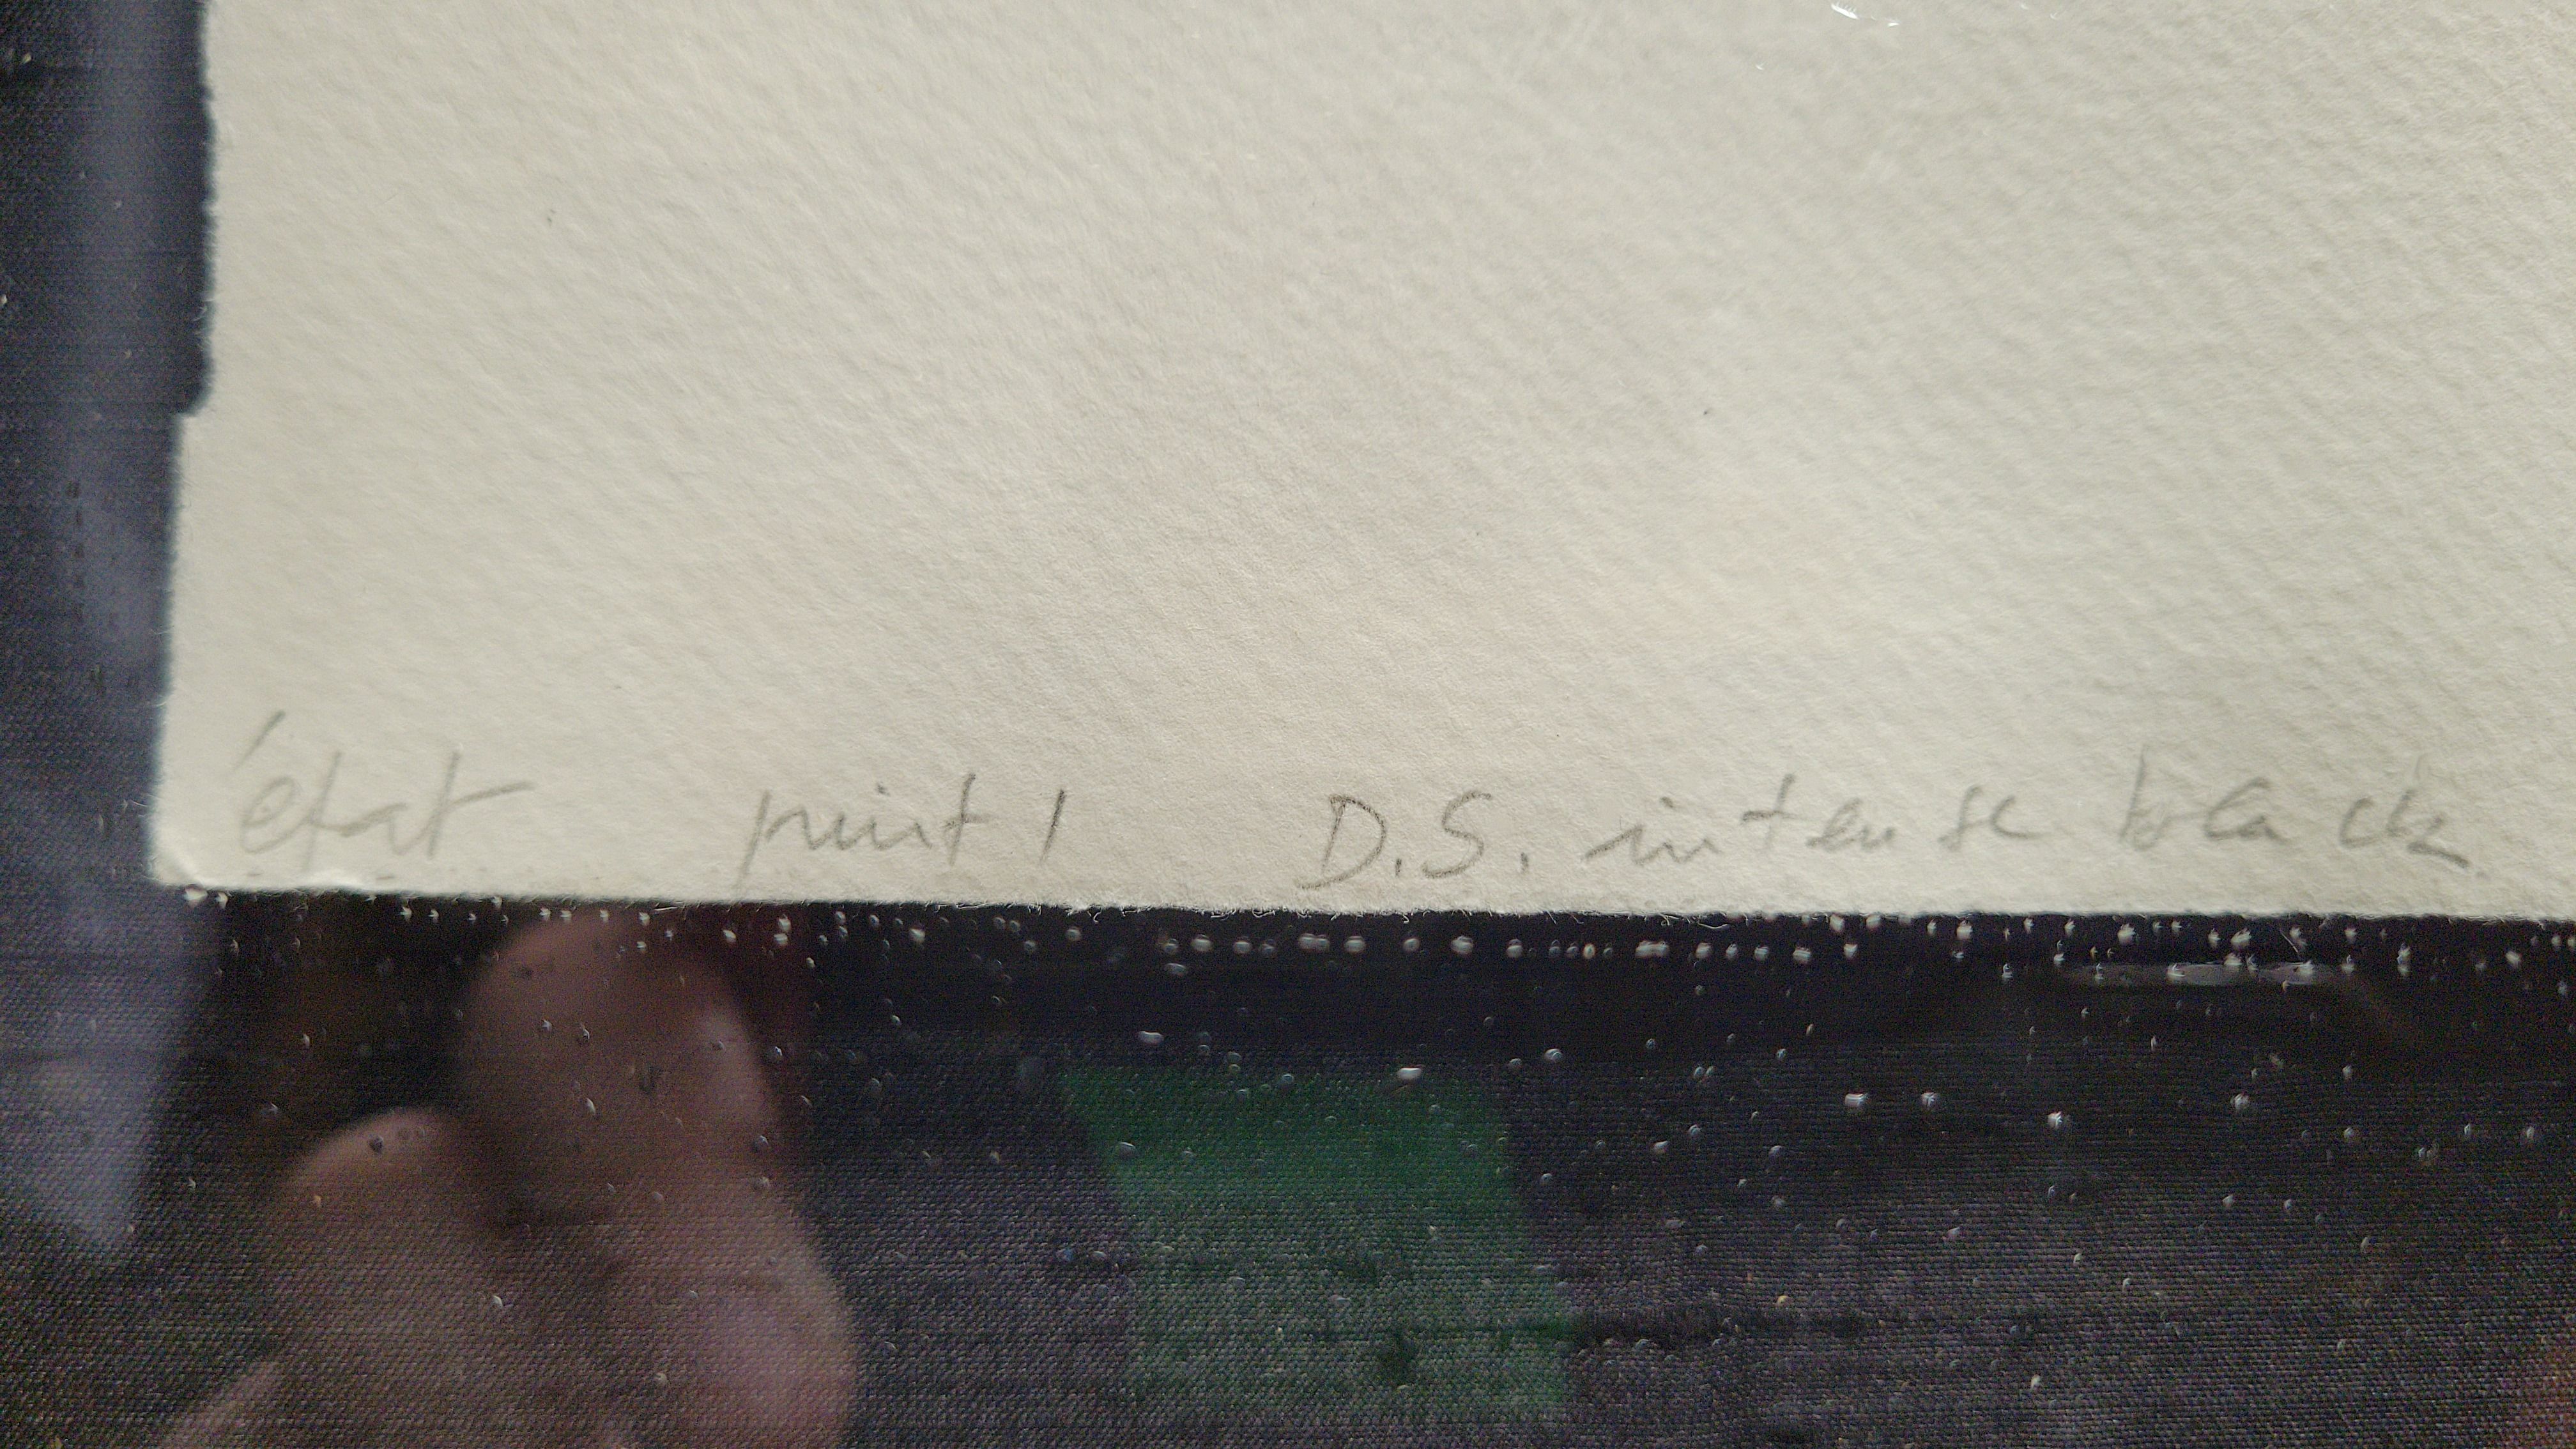 état print 1 D.S. intense black